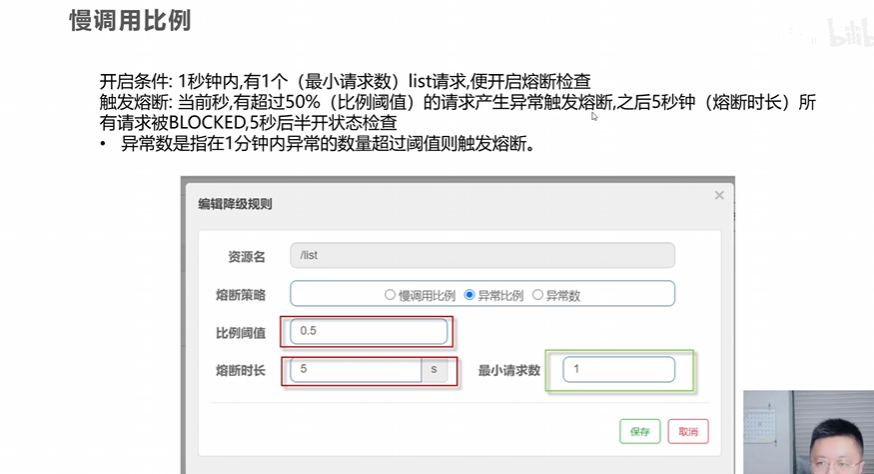 慢调用比例
bilib
开启条件: 1秒钟内,有1个（最小请求数）list请求,便开启熔断检查
触发熔断: 当前秒,有超过50%（比例阈值）的请求产生异常触发熔断,之后5秒钟（熔断时长）所
有请求被BLOCKED,5秒后半开状态检查
• 异常数是指在1分钟内异常的数量超过阈值则触发熔断。
编辑降级规则 ×
资源名 /list
熔断策略 慢调用比例 异常比例 异常数
比例阈值 0.5
熔断时长 5 s 最小请求数 1
保存 取消